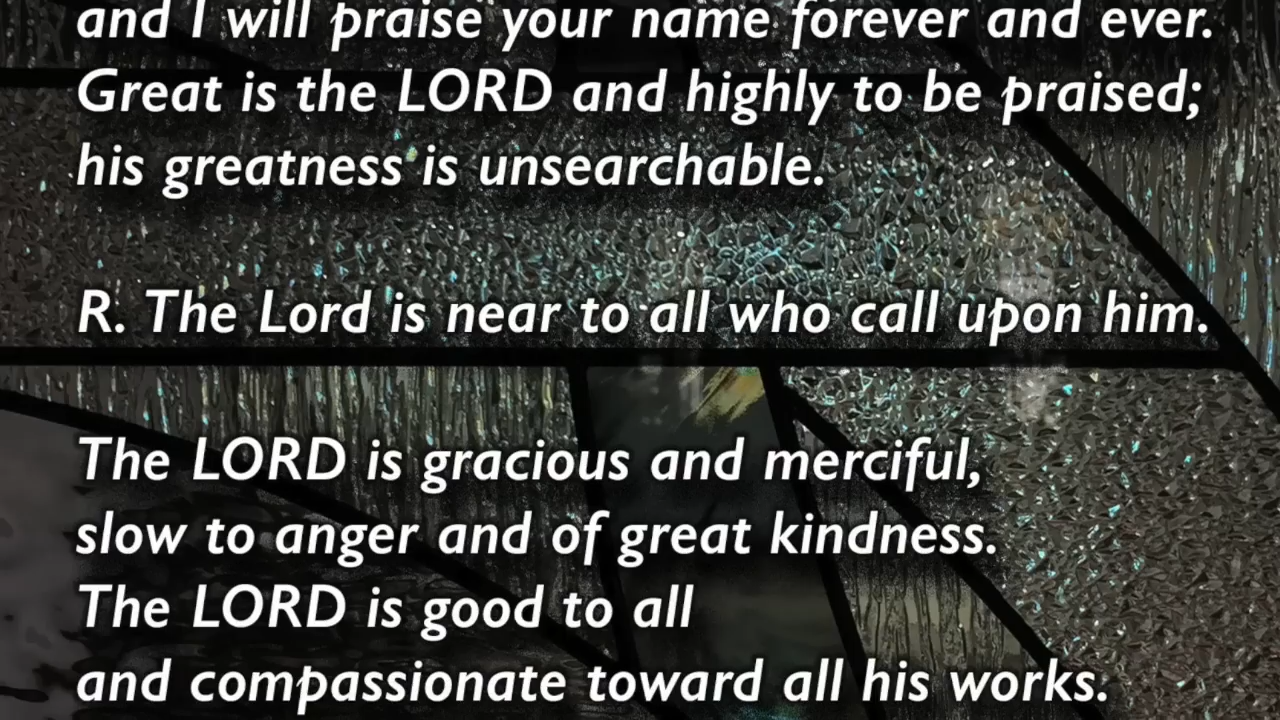 and I will praise your name forever and ever.
Great is the LORD and highly to be praised;
his greatness is unsearchable.
R. The Lord is near to all who call upon him.
The LORD is gracious and merciful,
slow to anger and of great kindness.
The LORD is good to all
and compassionate toward all his works.